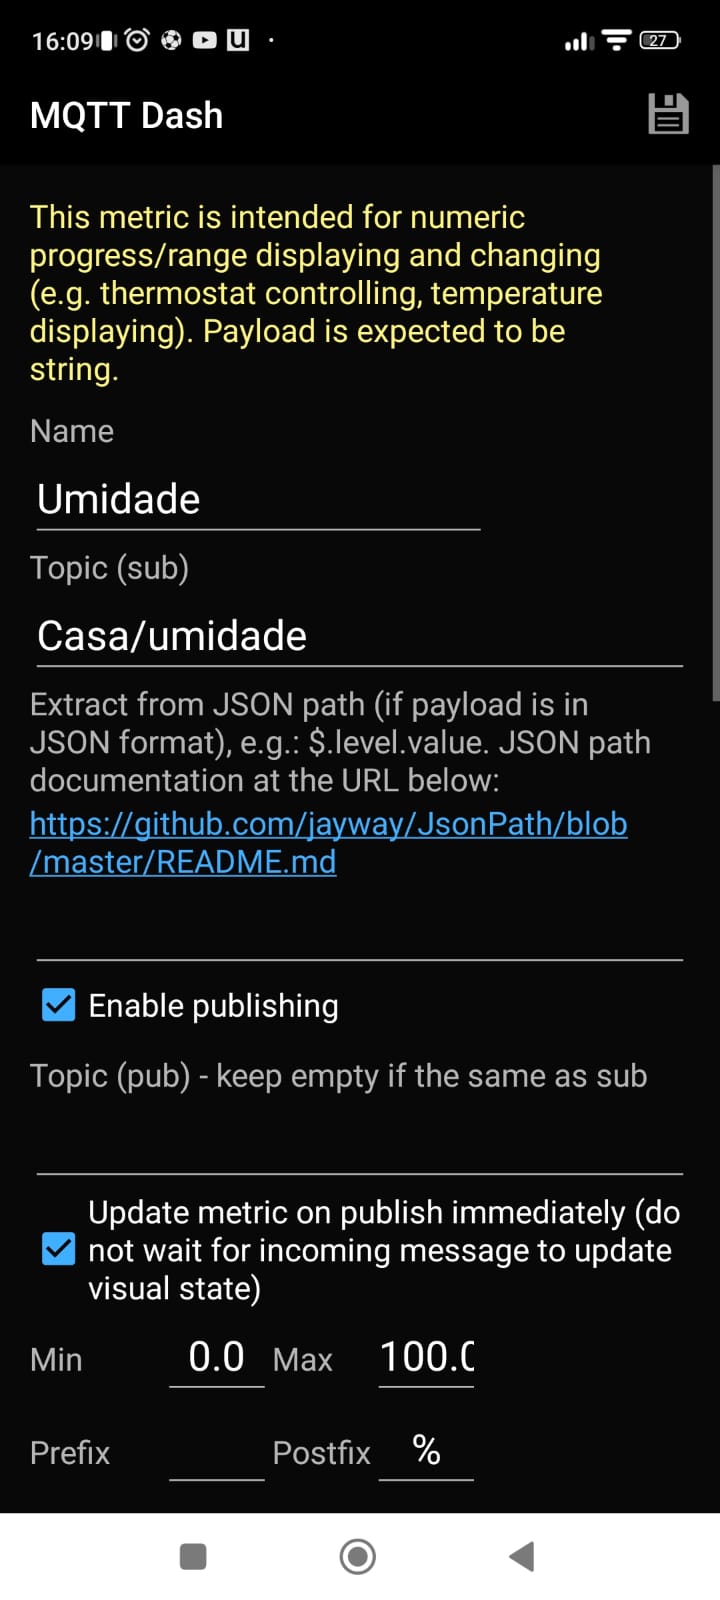 16:09
27
MQTT Dash
This metric is intended for numeric
progress/range displaying and changing
(e.g. thermostat controlling, temperature
displaying). Payload is expected to be
string.
Name
Umidade
Topic (sub)
Casa/umidade
Extract from JSON path (if payload is in
JSON format), e.g.: $.level.value. JSON path
documentation at the URL below:
https://github.com/jayway/JsonPath/blob
/master/README.md
Enable publishing
Topic (pub) - keep empty if the same as sub
Update metric on publish immediately (do
not wait for incoming message to update
visual state)
Min 0.0 Max 100.0
Prefix Postfix %